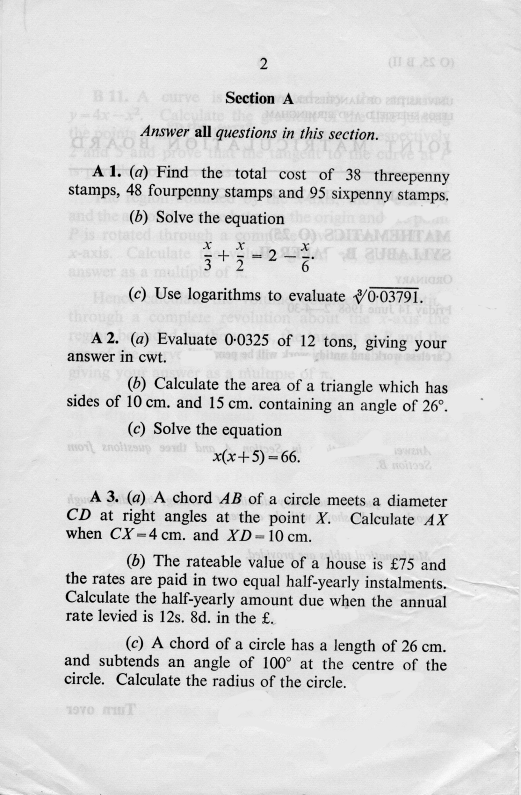 2
(O 25 B II)
Section A
Answer all questions in this section.
A 1. (a) Find the total cost of 38 threepenny
stamps, 48 fourpenny stamps and 95 sixpenny stamps.
(b) Solve the equation
x/3 + x/2 = 2 − x/6.
(c) Use logarithms to evaluate ∛0·03791.
A 2. (a) Evaluate 0·0325 of 12 tons, giving your
answer in cwt.
(b) Calculate the area of a triangle which has
sides of 10 cm. and 15 cm. containing an angle of 26°.
(c) Solve the equation
x(x+5)=66.
A 3. (a) A chord AB of a circle meets a diameter
CD at right angles at the point X. Calculate AX
when CX=4 cm. and XD=10 cm.
(b) The rateable value of a house is £75 and
the rates are paid in two equal half-yearly instalments.
Calculate the half-yearly amount due when the annual
rate levied is 12s. 8d. in the £.
(c) A chord of a circle has a length of 26 cm.
and subtends an angle of 100° at the centre of the
circle. Calculate the radius of the circle.
Turn over